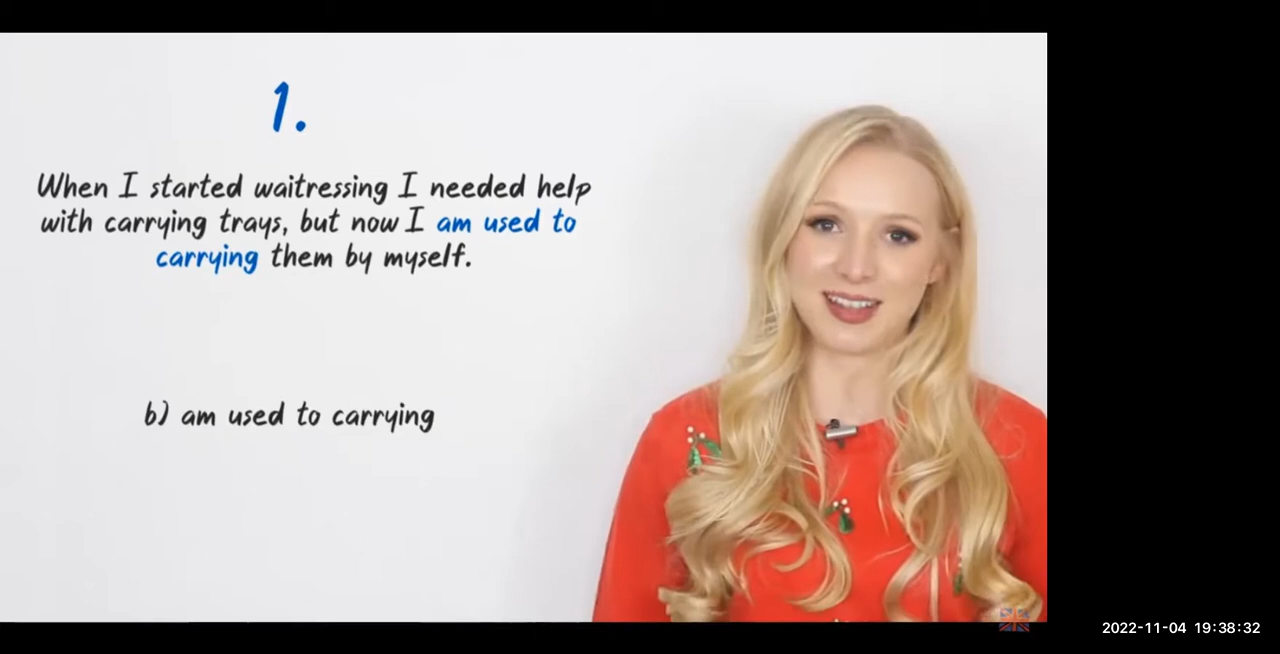 1.
When I started waitressing I needed help
with carrying trays, but now I am used to
carrying them by myself.
b) am used to carrying
2022-11-04 19:38:32